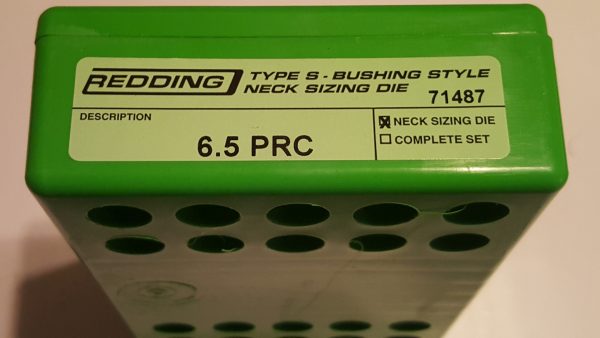 REDDING TYPE S - BUSHING STYLE
NECK SIZING DIE 71487
DESCRIPTION
6.5 PRC
NECK SIZING DIE
COMPLETE SET